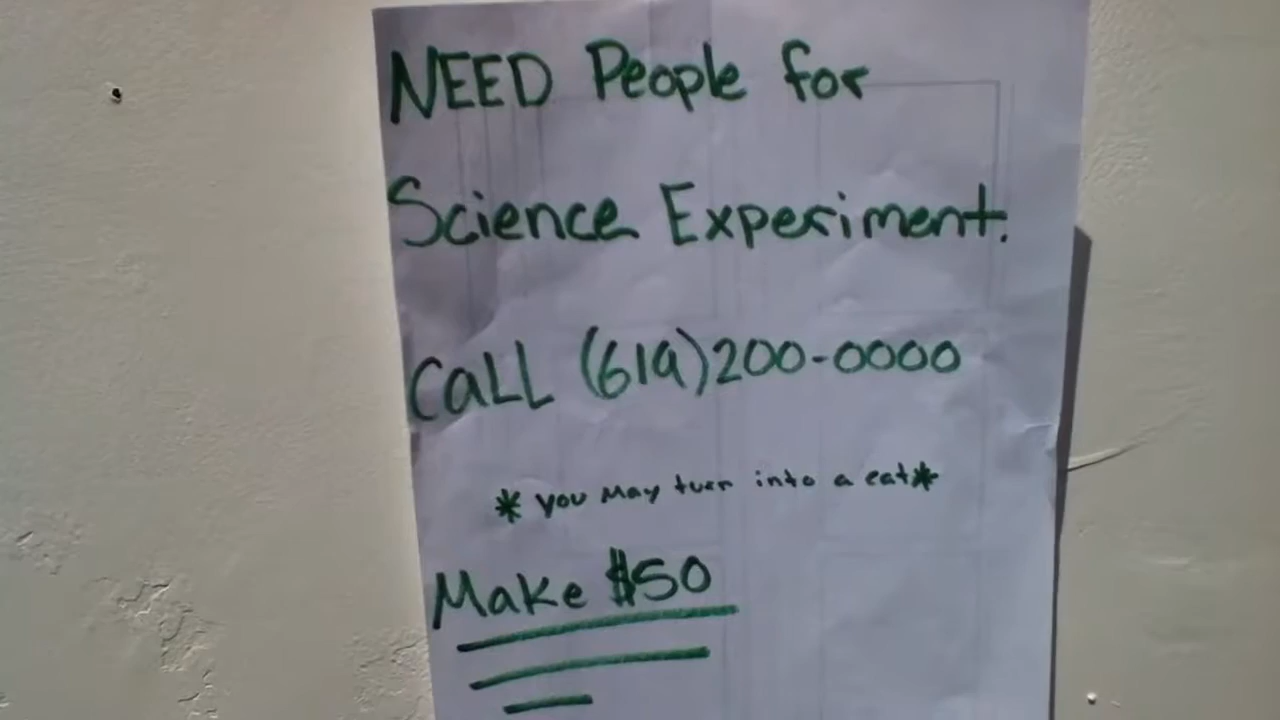 NEED People for
Science Experiment.
CaLL (619)200-0000
*you may turn into a cat*
Make $50